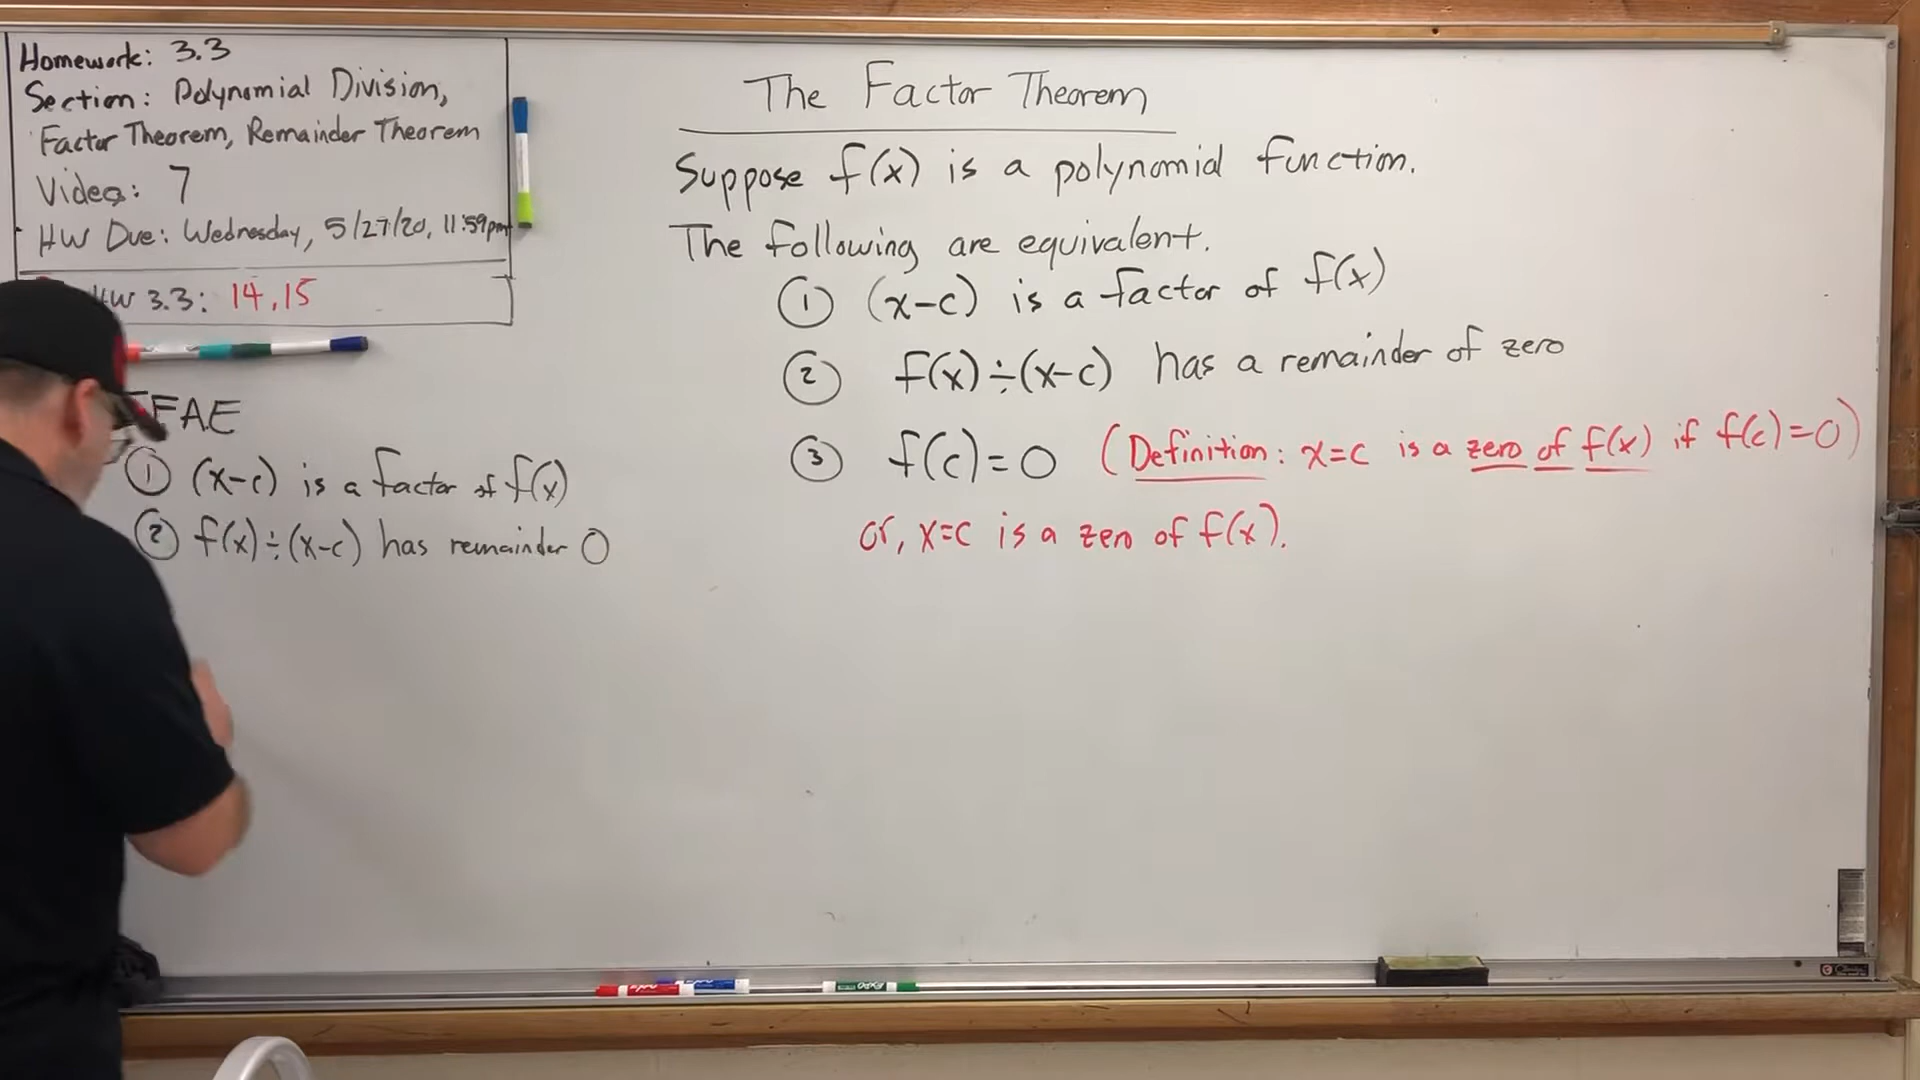 Homework: 3.3
Section: Polynomial Division,
Factor Theorem, Remainder Theorem
Video: 7
HW Due: Wednesday, 5/27/20, 11:59pm
HW 3.3: 14,15
TFAE
① (x-c) is a factor of f(x)
② f(x)÷(x-c) has remainder 0
The Factor Theorem
Suppose f(x) is a polynomial function.
The following are equivalent.
① (x-c) is a factor of f(x)
② f(x)÷(x-c) has a remainder of zero
③ f(c)=0 (Definition: x=c is a zero of f(x) if f(c)=0)
or, x=c is a zero of f(x).
EXPO